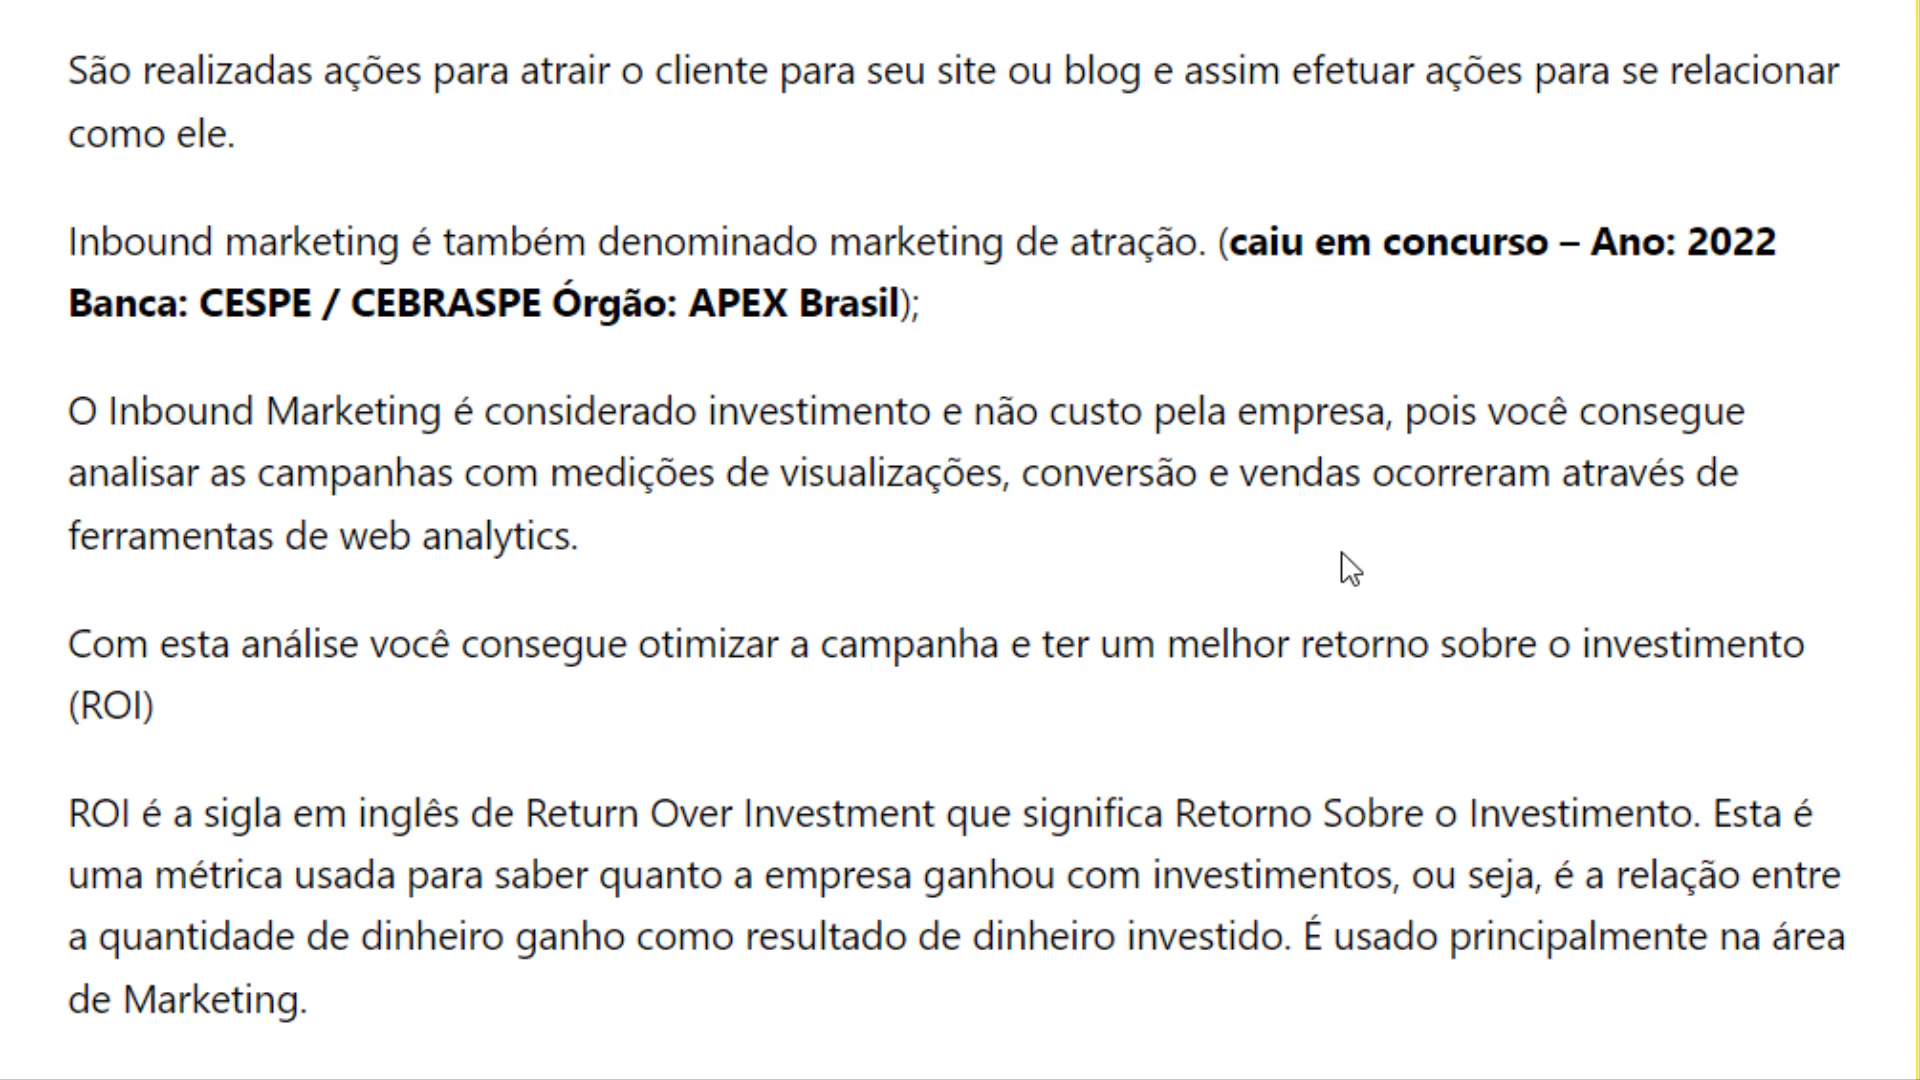 São realizadas ações para atrair o cliente para seu site ou blog e assim efetuar ações para se relacionar
como ele.
Inbound marketing é também denominado marketing de atração. (caiu em concurso – Ano: 2022
Banca: CESPE / CEBRASPE Órgão: APEX Brasil);
O Inbound Marketing é considerado investimento e não custo pela empresa, pois você consegue
analisar as campanhas com medições de visualizações, conversão e vendas ocorreram através de
ferramentas de web analytics.
Com esta análise você consegue otimizar a campanha e ter um melhor retorno sobre o investimento
(ROI)
ROI é a sigla em inglês de Return Over Investment que significa Retorno Sobre o Investimento. Esta é
uma métrica usada para saber quanto a empresa ganhou com investimentos, ou seja, é a relação entre
a quantidade de dinheiro ganho como resultado de dinheiro investido. É usado principalmente na área
de Marketing.